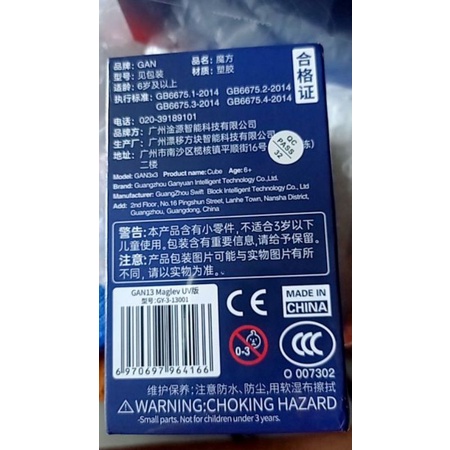 品牌：GAN 品名：魔方
型号：见包装 材质：塑胶
适龄：6岁及以上
执行标准：GB6675.1-2014 GB6675.2-2014
GB6675.3-2014 GB6675.4-2014
合格证
电话：020-39189101
品牌方：广州淦源智能科技有限公司
制造商：广州漂移方块智能科技有限公司
地址：广州市南沙区榄核镇平顺街16号 栋）
二楼
QC
PASS
32
Model: GAN3x3 Product name: Cube Age: 6+
Brand: Guangzhou Ganyuan Intelligent Technology Co.,Ltd.
Manufacturer: GuangZhou Swift Block Intelligent Technology Co.,Ltd.
Add: 2nd Floor, No.16 Pingshun Street, Lanhe Town, Nansha District,
Guangzhou, Guangdong, China
警告：本产品含有小零件，不适合3岁以下
儿童使用。包装含有重要信息，请给予保留。
注意：产品包装图片可能与实物图片有所
不同，请以实物为准。
GAN13 Maglev UV版
型号：GY-3-13001
6 970697 964166
0-3
CE
MADE IN
CHINA
CCC
O 007302
维护保养：注意防水、防尘，用软湿布擦拭
WARNING:CHOKING HAZARD
-Small parts. Not for children under 3 years.